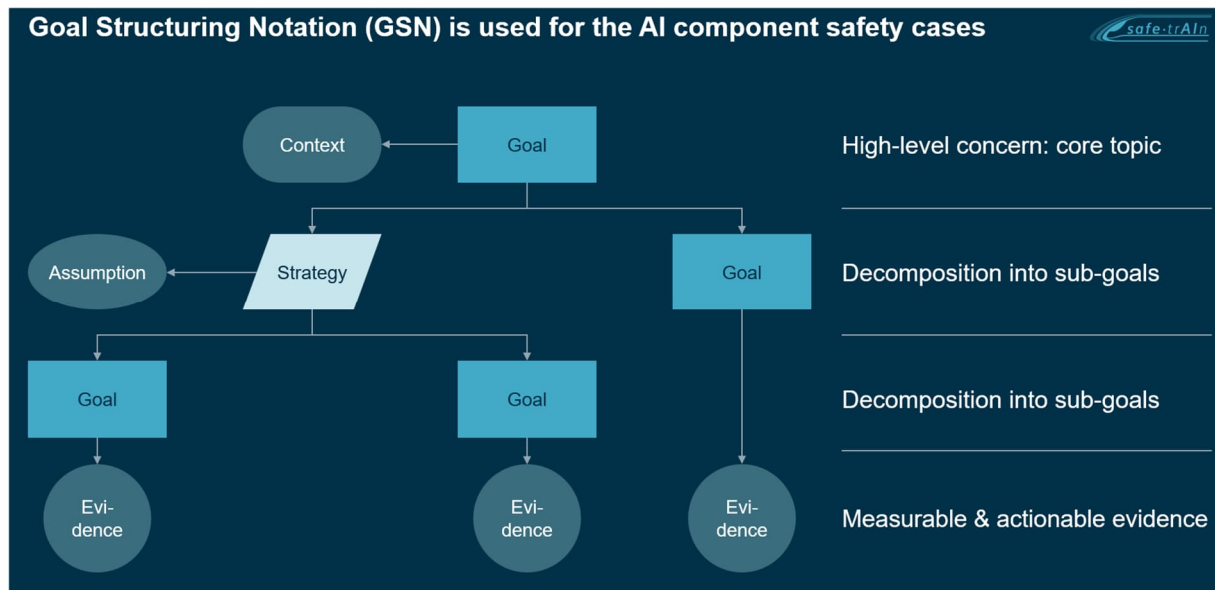 Goal Structuring Notation (GSN) is used for the AI component safety cases
safe.trAIn
Context
Goal
High-level concern: core topic
Assumption
Strategy
Goal
Decomposition into sub-goals
Goal
Goal
Decomposition into sub-goals
Evi-
dence
Evi-
dence
Evi-
dence
Measurable & actionable evidence